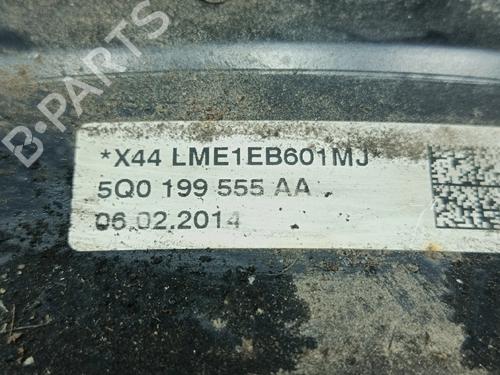 B-PARTS
*X44 LME1EB601MJ*
5Q0 199 555 AA
06.02.2014